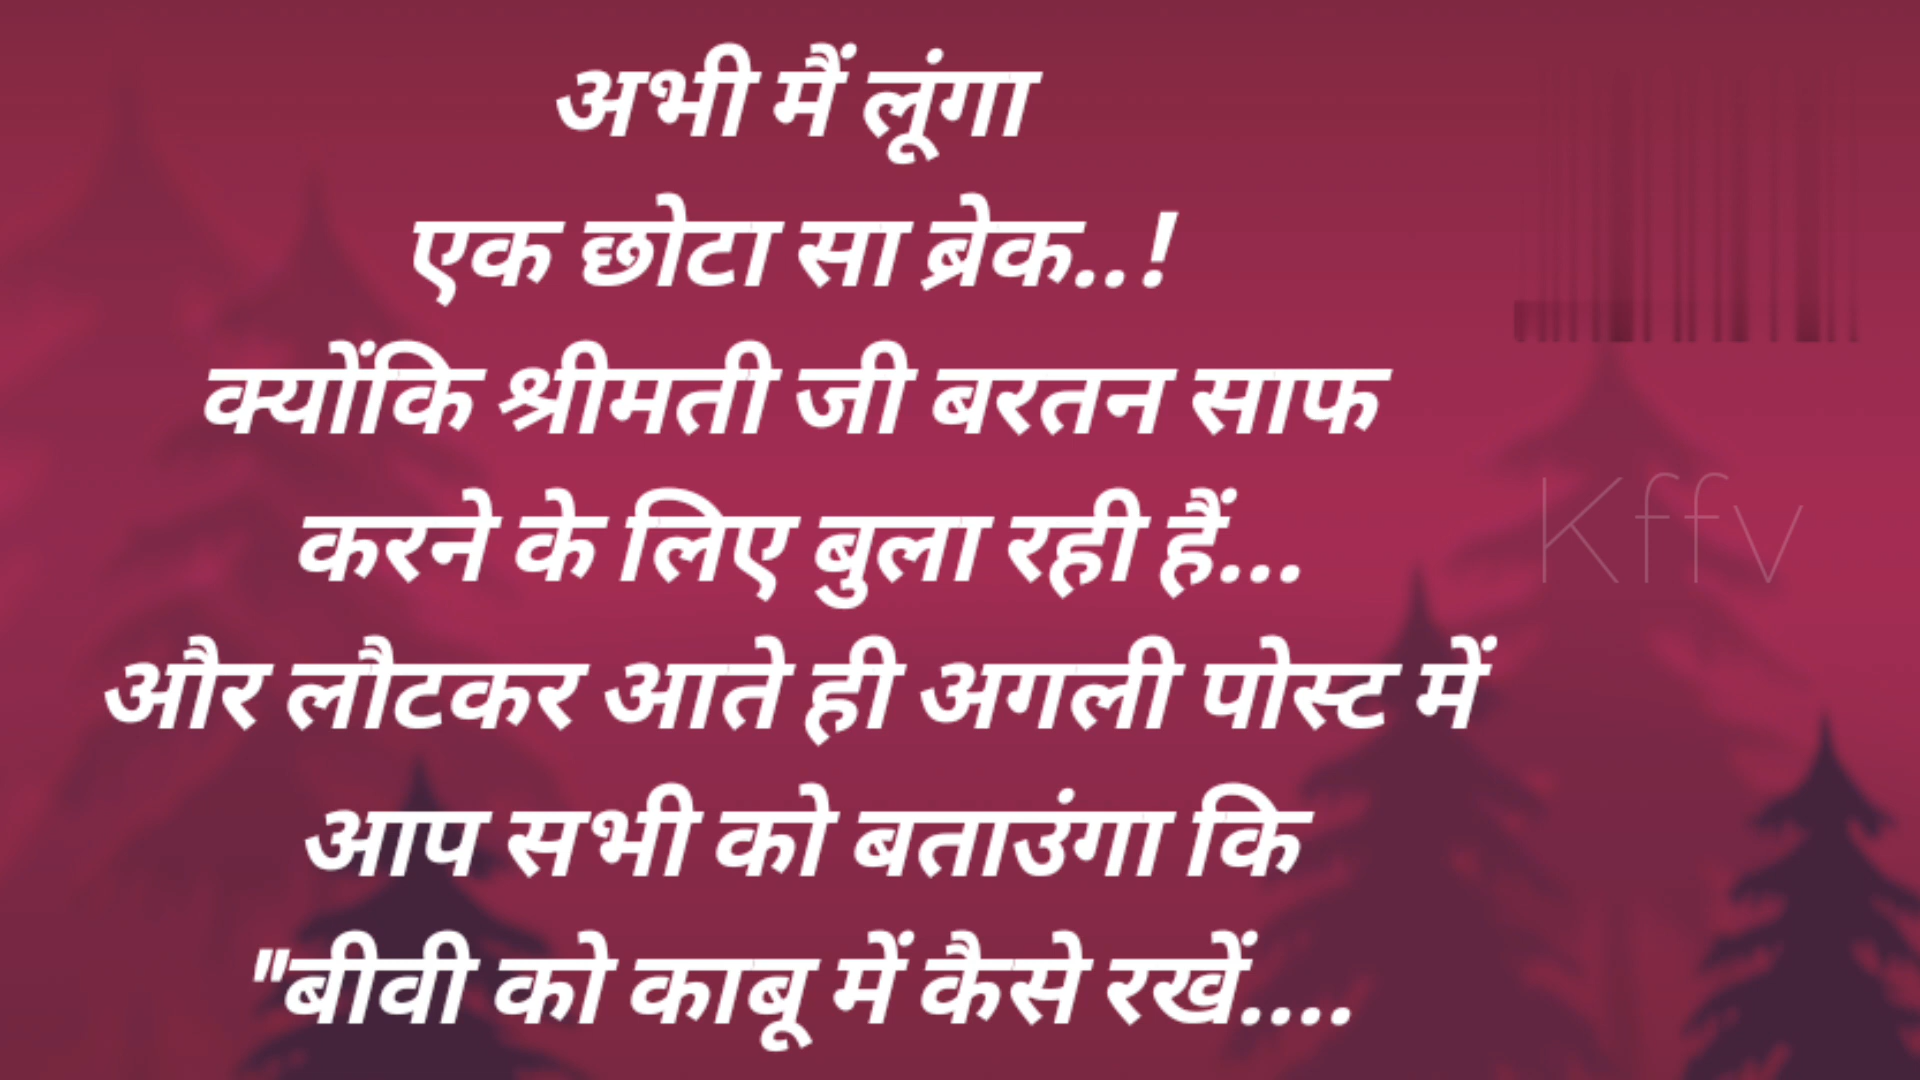 अभी मैं लूंगा
एक छोटा सा ब्रेक..!
क्योंकि श्रीमती जी बरतन साफ
करने के लिए बुला रही हैं...
और लौटकर आते ही अगली पोस्ट में
आप सभी को बताउंगा कि
"बीवी को काबू में कैसे रखें....
Kffv